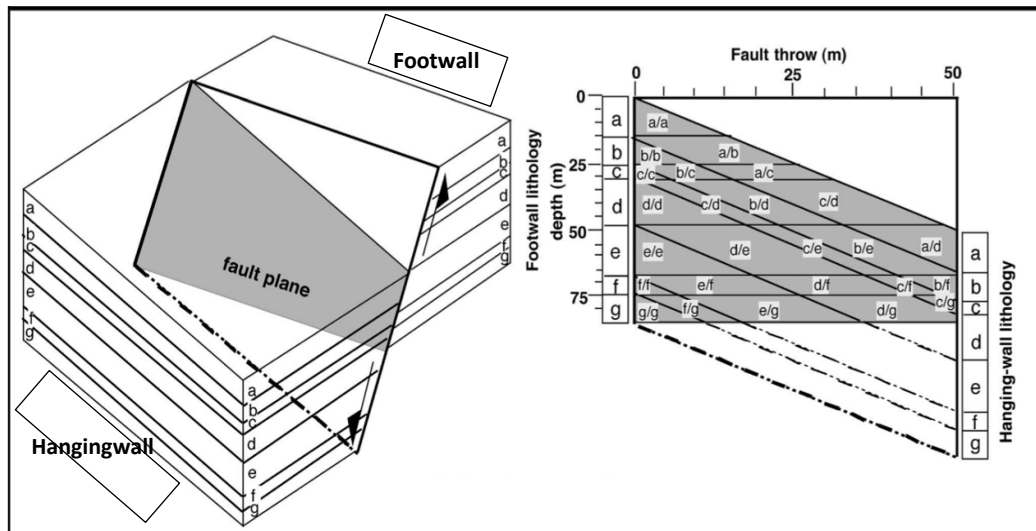 Footwall
a
b
c
d
e
f
g
a
b
c
d
e
f
g
fault plane
a
b
c
d
e
f
g
Hangingwall
Fault throw (m)
0
25
50
Footwall lithology
depth (m)
0
25
50
75
a
b
c
d
e
f
g
a/a
b/b
a/b
c/c
b/c
a/c
d/d
c/d
b/d
c/d
e/e
d/e
c/e
b/e
a/d
f/f
e/f
d/f
c/f
b/f
c/g
g/g
f/g
e/g
d/g
a
b
c
d
e
f
g
Hanging-wall lithology